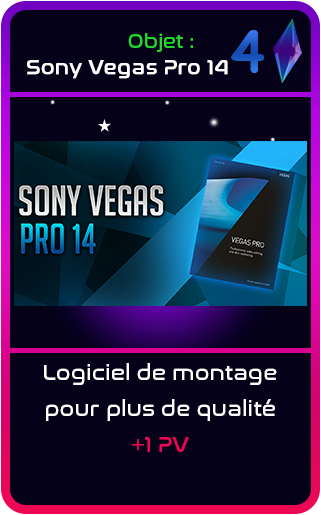 Objet :
Sony Vegas Pro 14
4
SONY VEGAS
PRO 14
VEGAS PRO
Logiciel de montage
pour plus de qualité
+1 PV